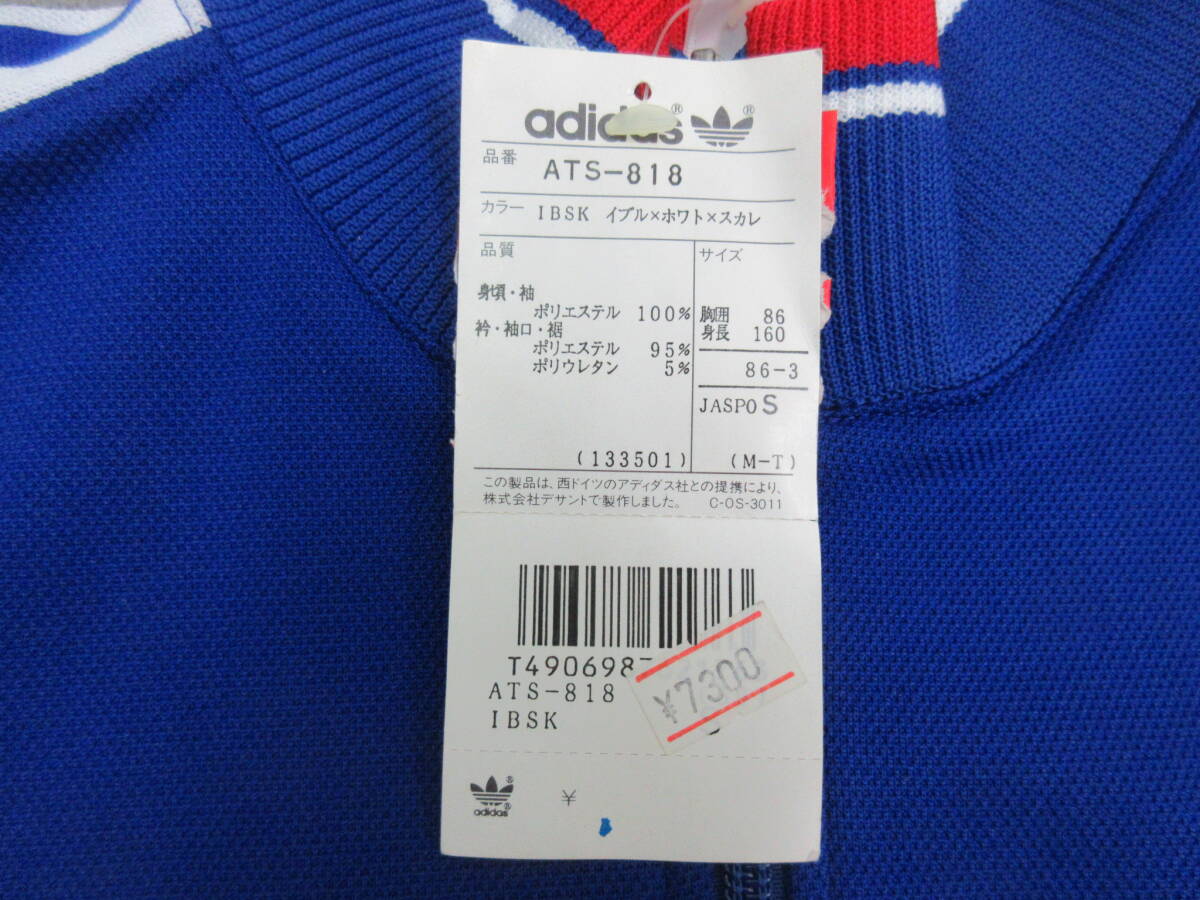 adidas® ®
品番 ATS-818
カラー IBSK イブル×ホワト×スカレ
品質
身頃・袖
ポリエステル 100%
衿・袖口・裾
ポリエステル 95%
ポリウレタン 5%
(133501)
サイズ
胸囲 86
身長 160
86-3
JASPO S
(M-T)
この製品は、西ドイツのアディダス社との提携により、
株式会社デサントで製作しました。 C-OS-3011
T490698
¥7300
ATS-818
IBSK
adidas® ®
¥